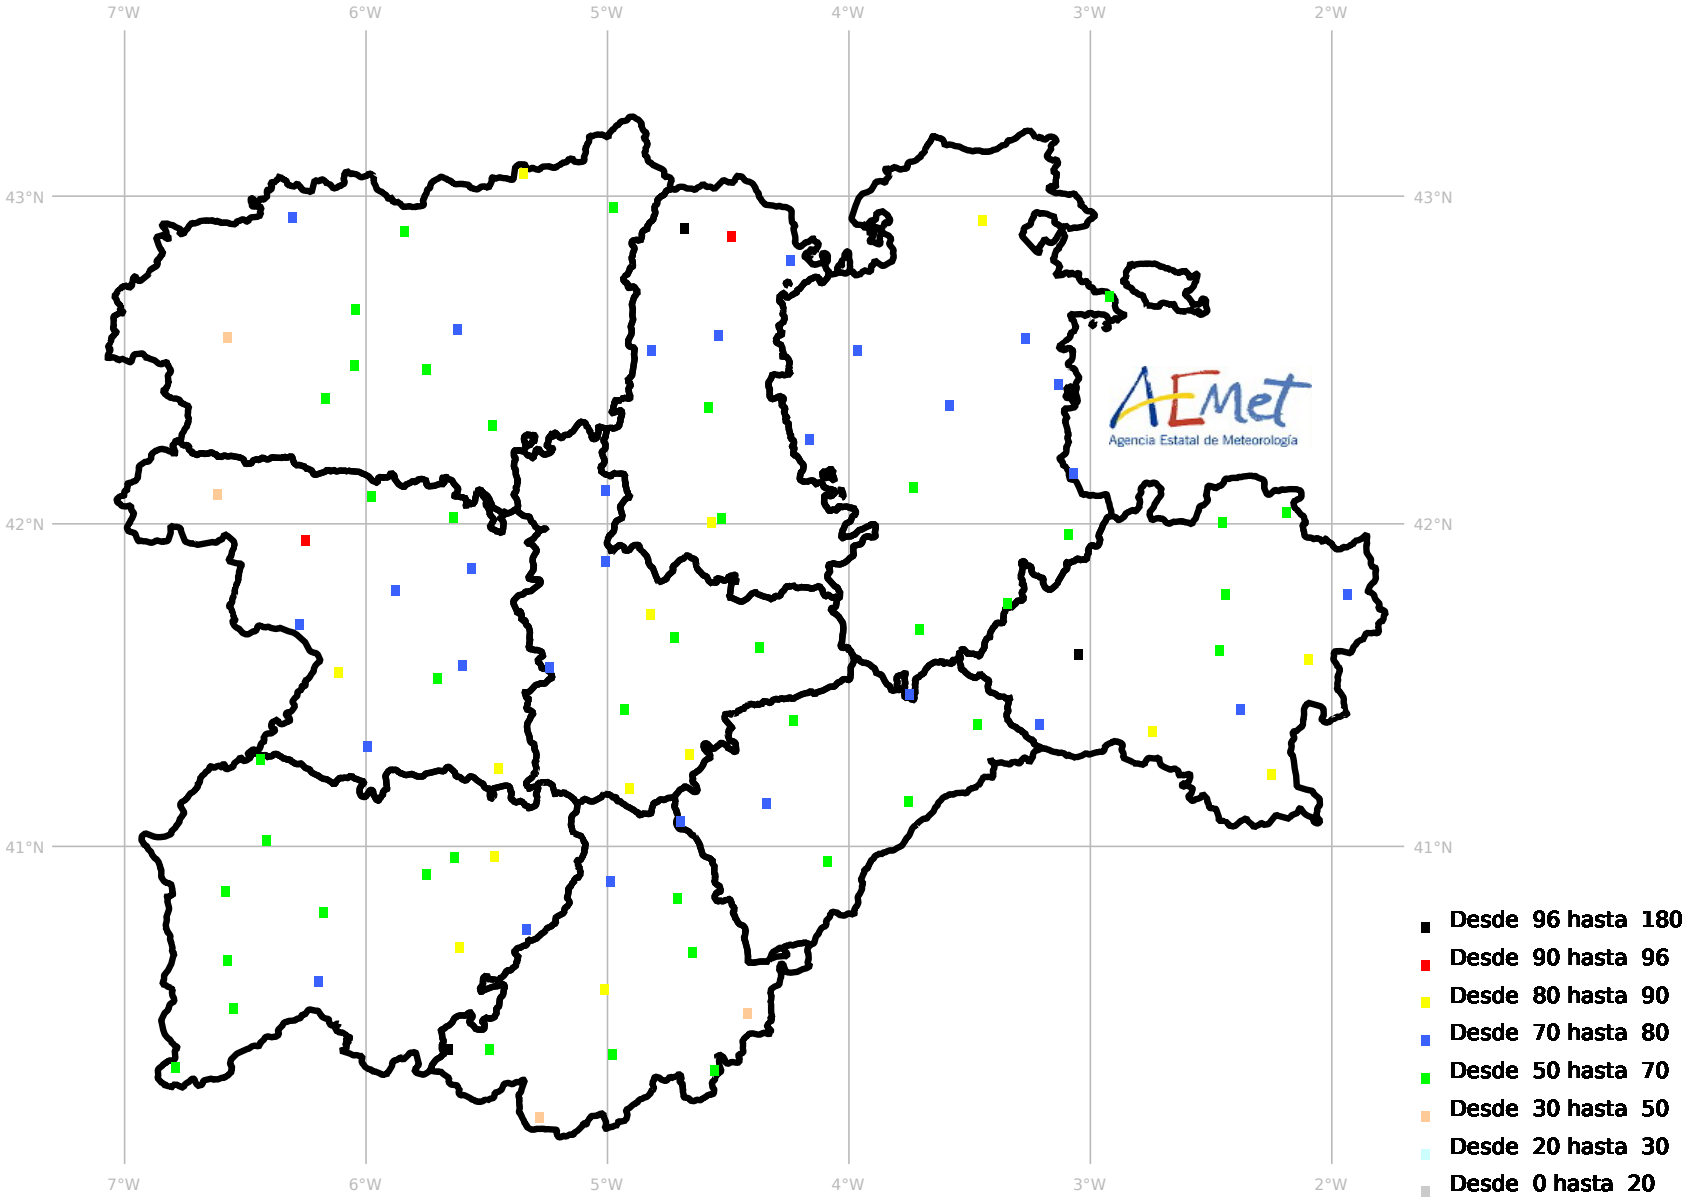 7°W 6°W 5°W 4°W 3°W 2°W
43°N 43°N
AEMet
Agencia Estatal de Meteorología
42°N 42°N
41°N 41°N
Desde 96 hasta 180
Desde 90 hasta 96
Desde 80 hasta 90
Desde 70 hasta 80
Desde 50 hasta 70
Desde 30 hasta 50
Desde 20 hasta 30
Desde 0 hasta 20
7°W 6°W 5°W 4°W 3°W 2°W